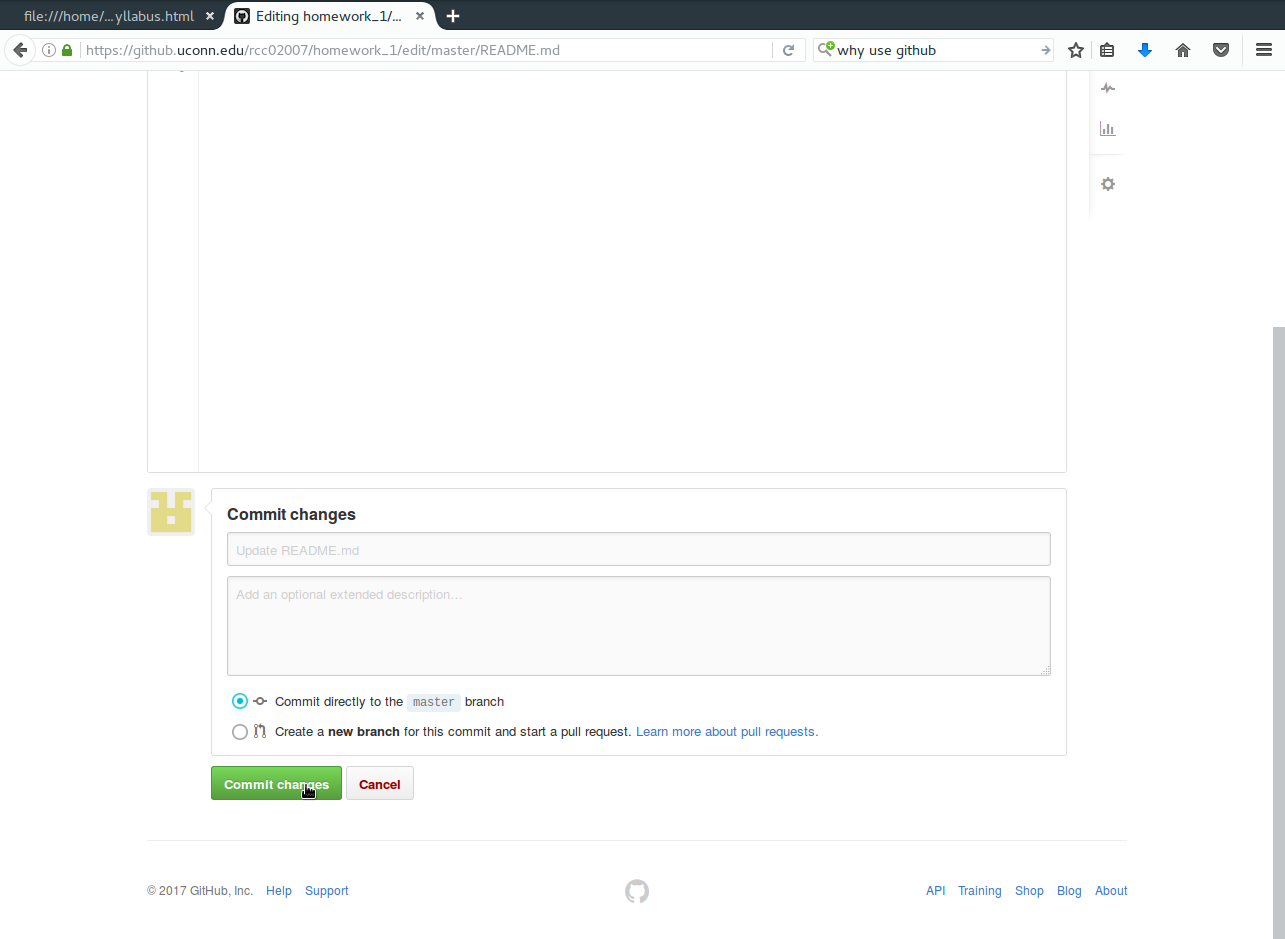 file:///home/...yllabus.html
Editing homework_1/...
https://github.uconn.edu/rcc02007/homework_1/edit/master/README.md
why use github
Commit changes
Update README.md
Add an optional extended description...
Commit directly to the master branch
Create a new branch for this commit and start a pull request. Learn more about pull requests.
Commit changes Cancel
© 2017 GitHub, Inc. Help Support API Training Shop Blog About